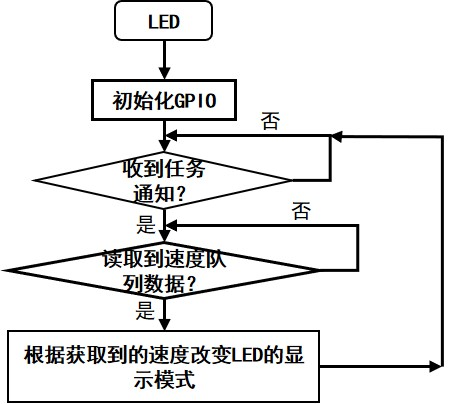 LED
初始化GPIO
否
收到任务
通知?
是
否
读取到速度队
列数据?
是
根据获取到的速度改变LED的显
示模式